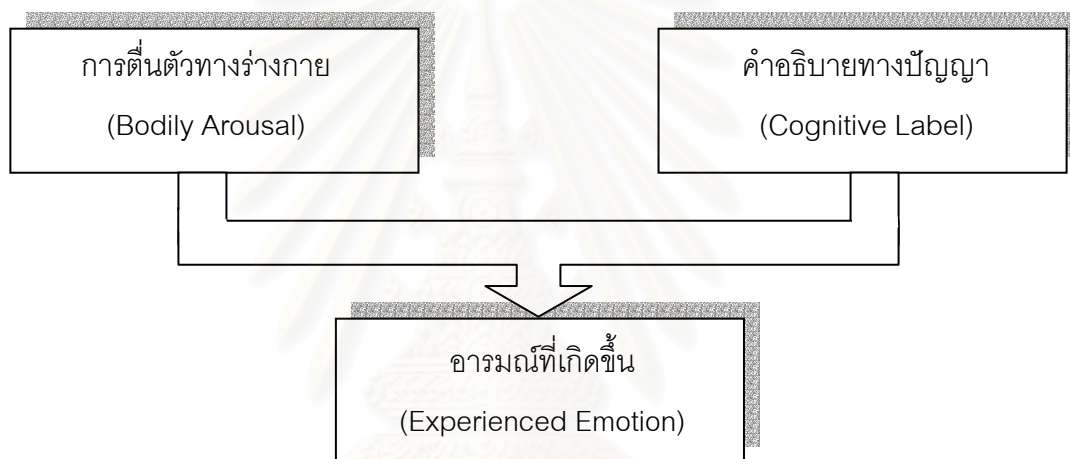 การตื่นตัวทางร่างกาย
(Bodily Arousal)
คำอธิบายทางปัญญา
(Cognitive Label)
อารมณ์ที่เกิดขึ้น
(Experienced Emotion)